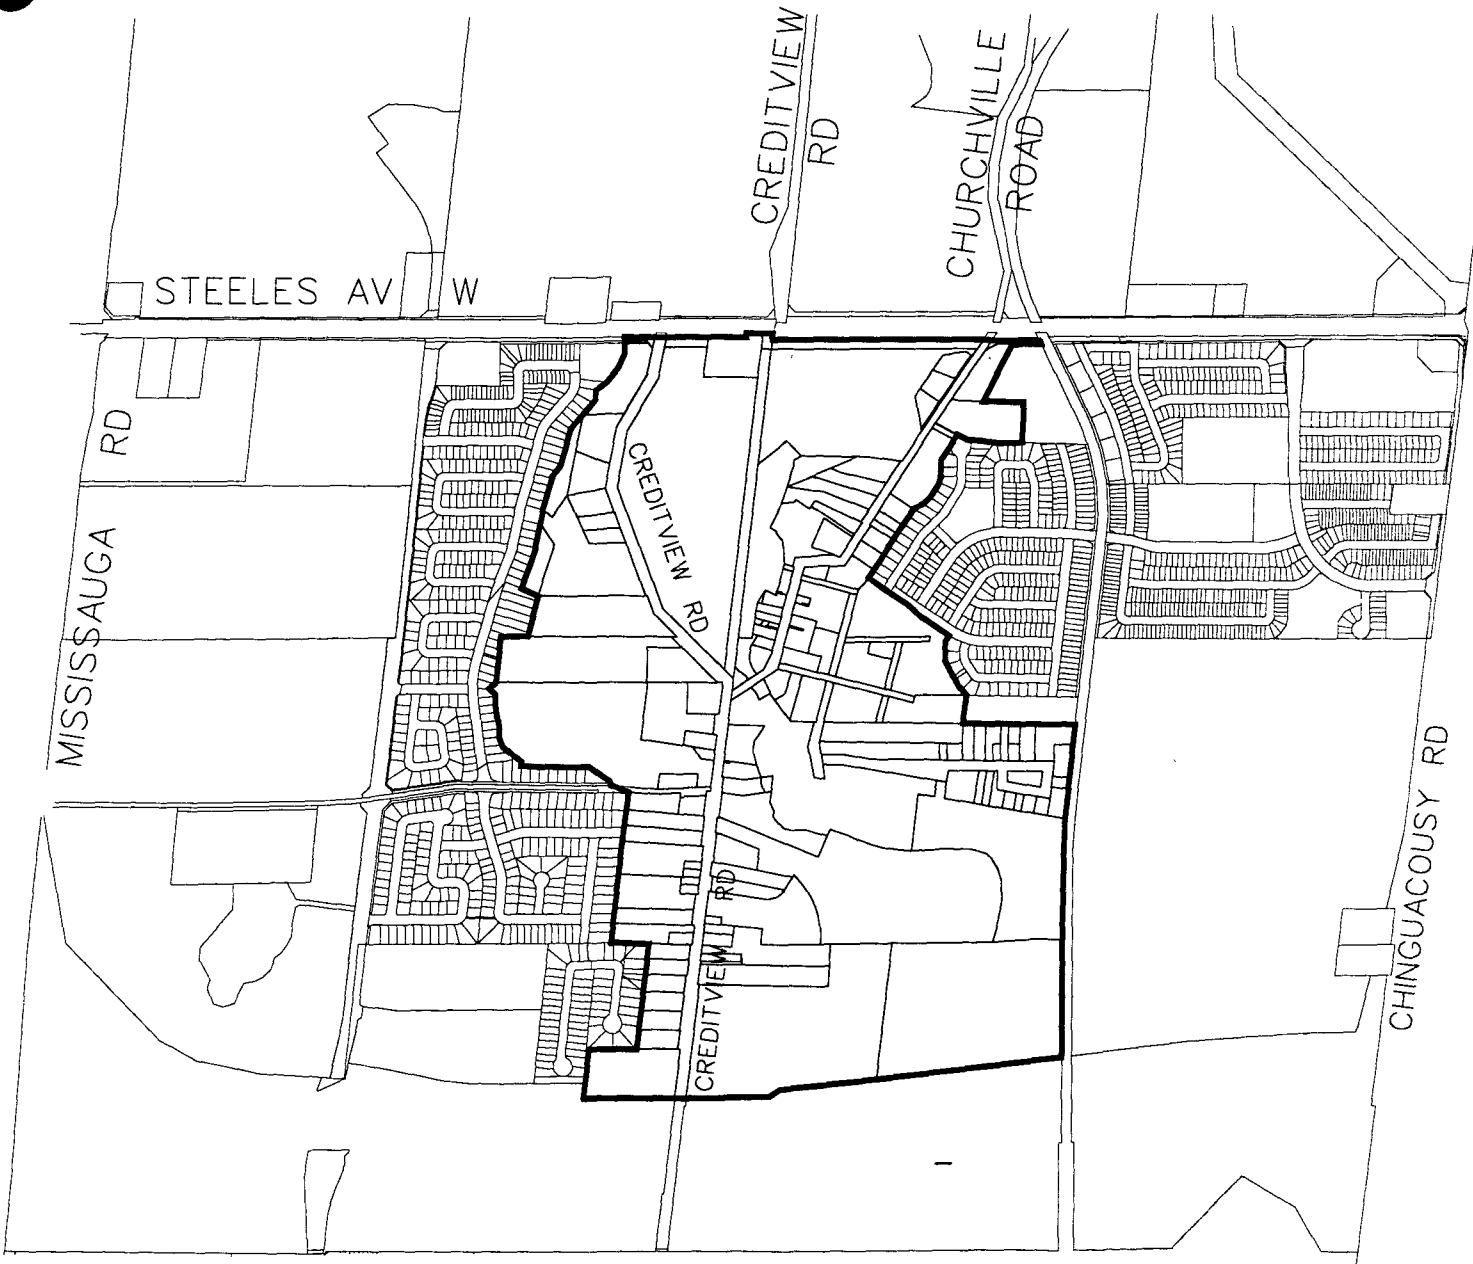 CREDITVIEW
RD
CHURCHVILLE
ROAD
STEELES AV W
RD
MISSISSAUGA
CREDITVIEW RD
CREDITVIEW RD
CHINGUACOUSY RD